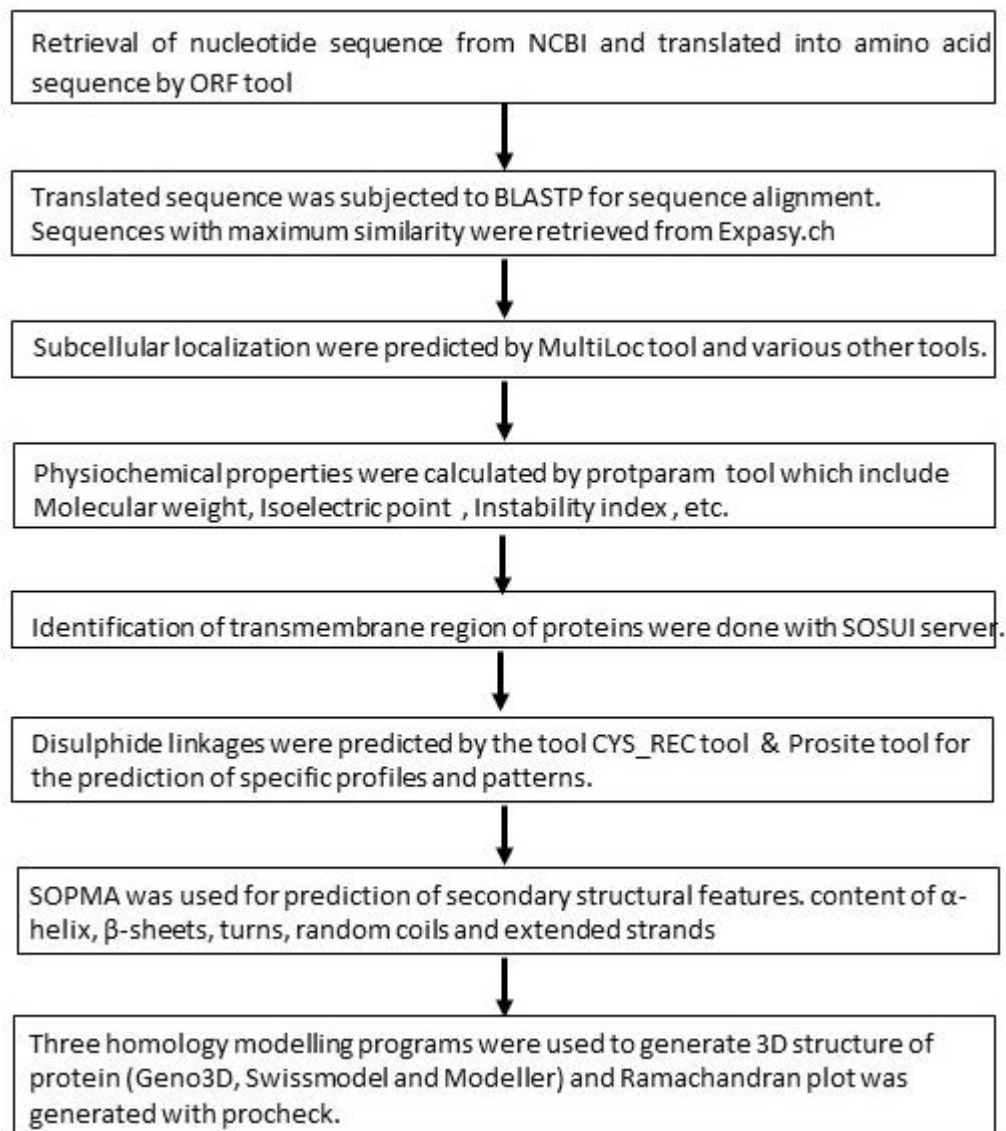 Retrieval of nucleotide sequence from NCBI and translated into amino acid
sequence by ORF tool
Translated sequence was subjected to BLASTP for sequence alignment.
Sequences with maximum similarity were retrieved from Expasy.ch
Subcellular localization were predicted by MultiLoc tool and various other tools.
Physiochemical properties were calculated by protparam tool which include
Molecular weight, Isoelectric point , Instability index , etc.
Identification of transmembrane region of proteins were done with SOSUI server.
Disulphide linkages were predicted by the tool CYS_REC tool & Prosite tool for
the prediction of specific profiles and patterns.
SOPMA was used for prediction of secondary structural features. content of α-
helix, β-sheets, turns, random coils and extended strands
Three homology modelling programs were used to generate 3D structure of
protein (Geno3D, Swissmodel and Modeller) and Ramachandran plot was
generated with procheck.